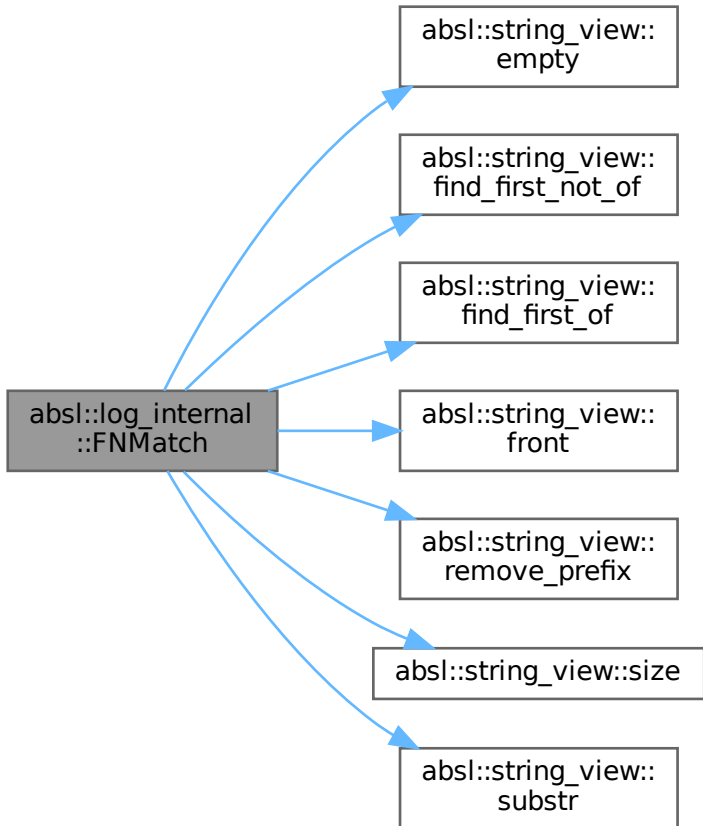 absl::string_view::
empty
absl::string_view::
find_first_not_of
absl::string_view::
find_first_of
absl::log_internal
::FNMatch
absl::string_view::
front
absl::string_view::
remove_prefix
absl::string_view::size
absl::string_view::
substr